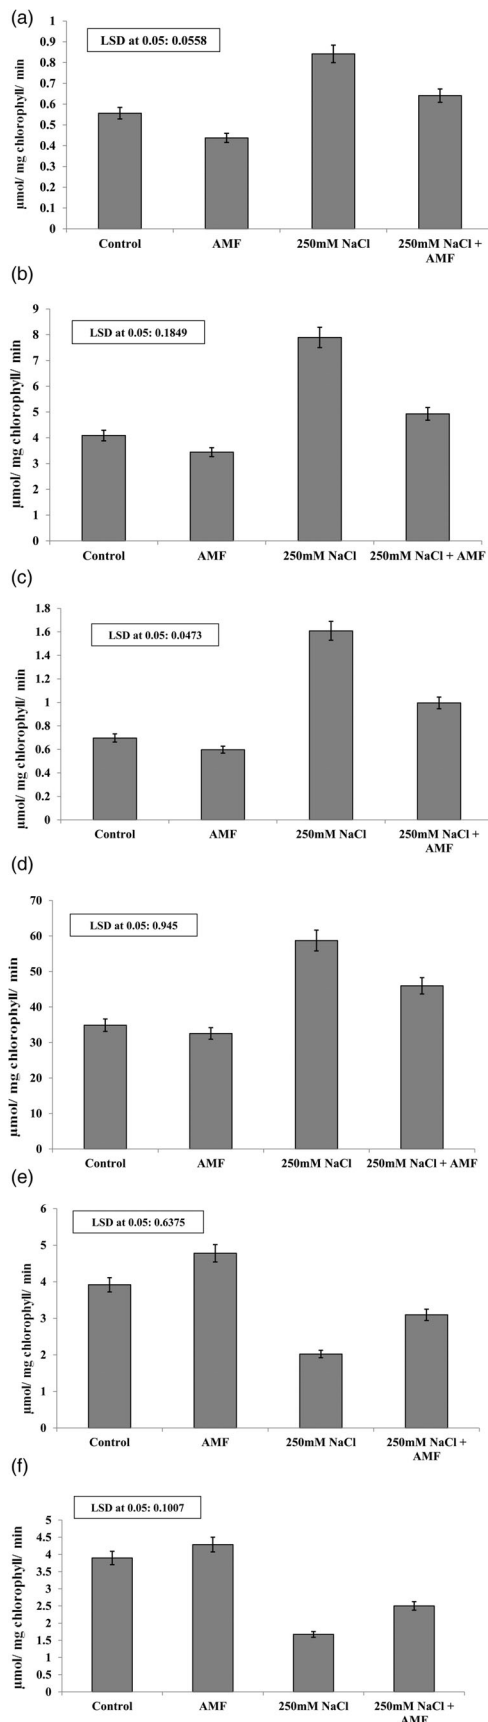 (a)
µmol/ mg chlorophyll/ min
LSD at 0.05: 0.0558
1
0.9
0.8
0.7
0.6
0.5
0.4
0.3
0.2
0.1
0
Control
AMF
250mM NaCl
250mM NaCl +
AMF
(b)
µmol/ mg chlorophyll/ min
LSD at 0.05: 0.1849
9
8
7
6
5
4
3
2
1
0
Control
AMF
250mM NaCl
250mM NaCl + AMF
(c)
µmol/ mg chlorophyll/ min
LSD at 0.05: 0.0473
1.8
1.6
1.4
1.2
1
0.8
0.6
0.4
0.2
0
Control
AMF
250mM NaCl
250mM NaCl +
AMF
(d)
µmol/ mg chlorophyll/ min
LSD at 0.05: 0.945
70
60
50
40
30
20
10
0
Control
AMF
250mM NaCl
250mM NaCl + AMF
(e)
µmol/ mg chlorophyll/ min
LSD at 0.05: 0.6375
6
5
4
3
2
1
0
Control
AMF
250mM NaCl
250mM NaCl +
AMF
(f)
µmol/ mg chlorophyll/ min
LSD at 0.05: 0.1007
5
4.5
4
3.5
3
2.5
2
1.5
1
0.5
0
Control
AMF
250mM NaCl
250mM NaCl +
AMF